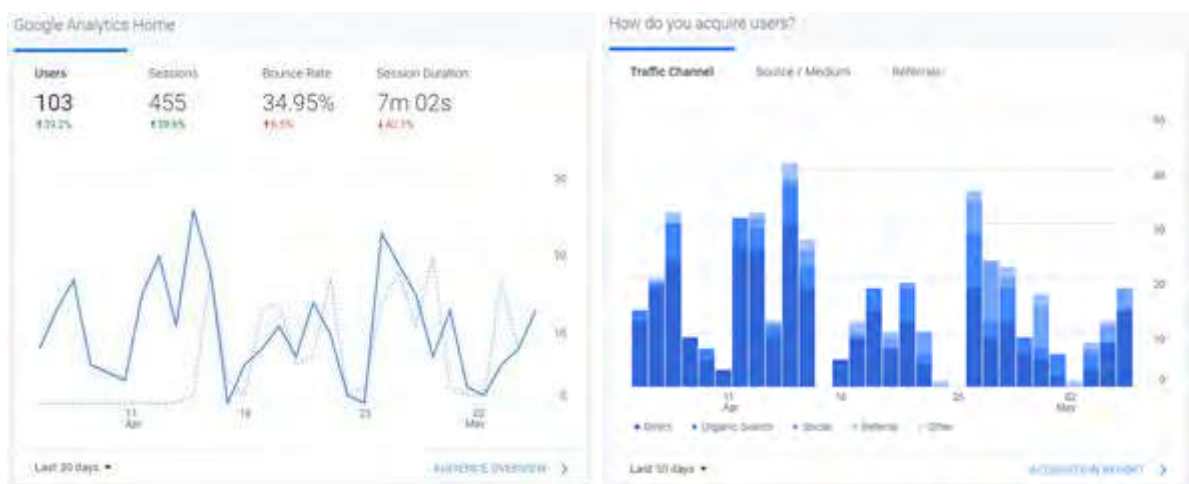 Google Analytics Home
Users Sessions Bounce Rate Session Duration
103 455 34.95% 7m 02s
30
20
10
11 18 25 02
Apr May
Last 30 days
AUDIENCE OVERVIEW
How do you acquire users?
Traffic Channel Source / Medium Referrals
40
30
20
10
0
11 18 25 02
Apr May
Direct Organic Search Social Referral Other
Last 30 days
ACQUISITION REPORT